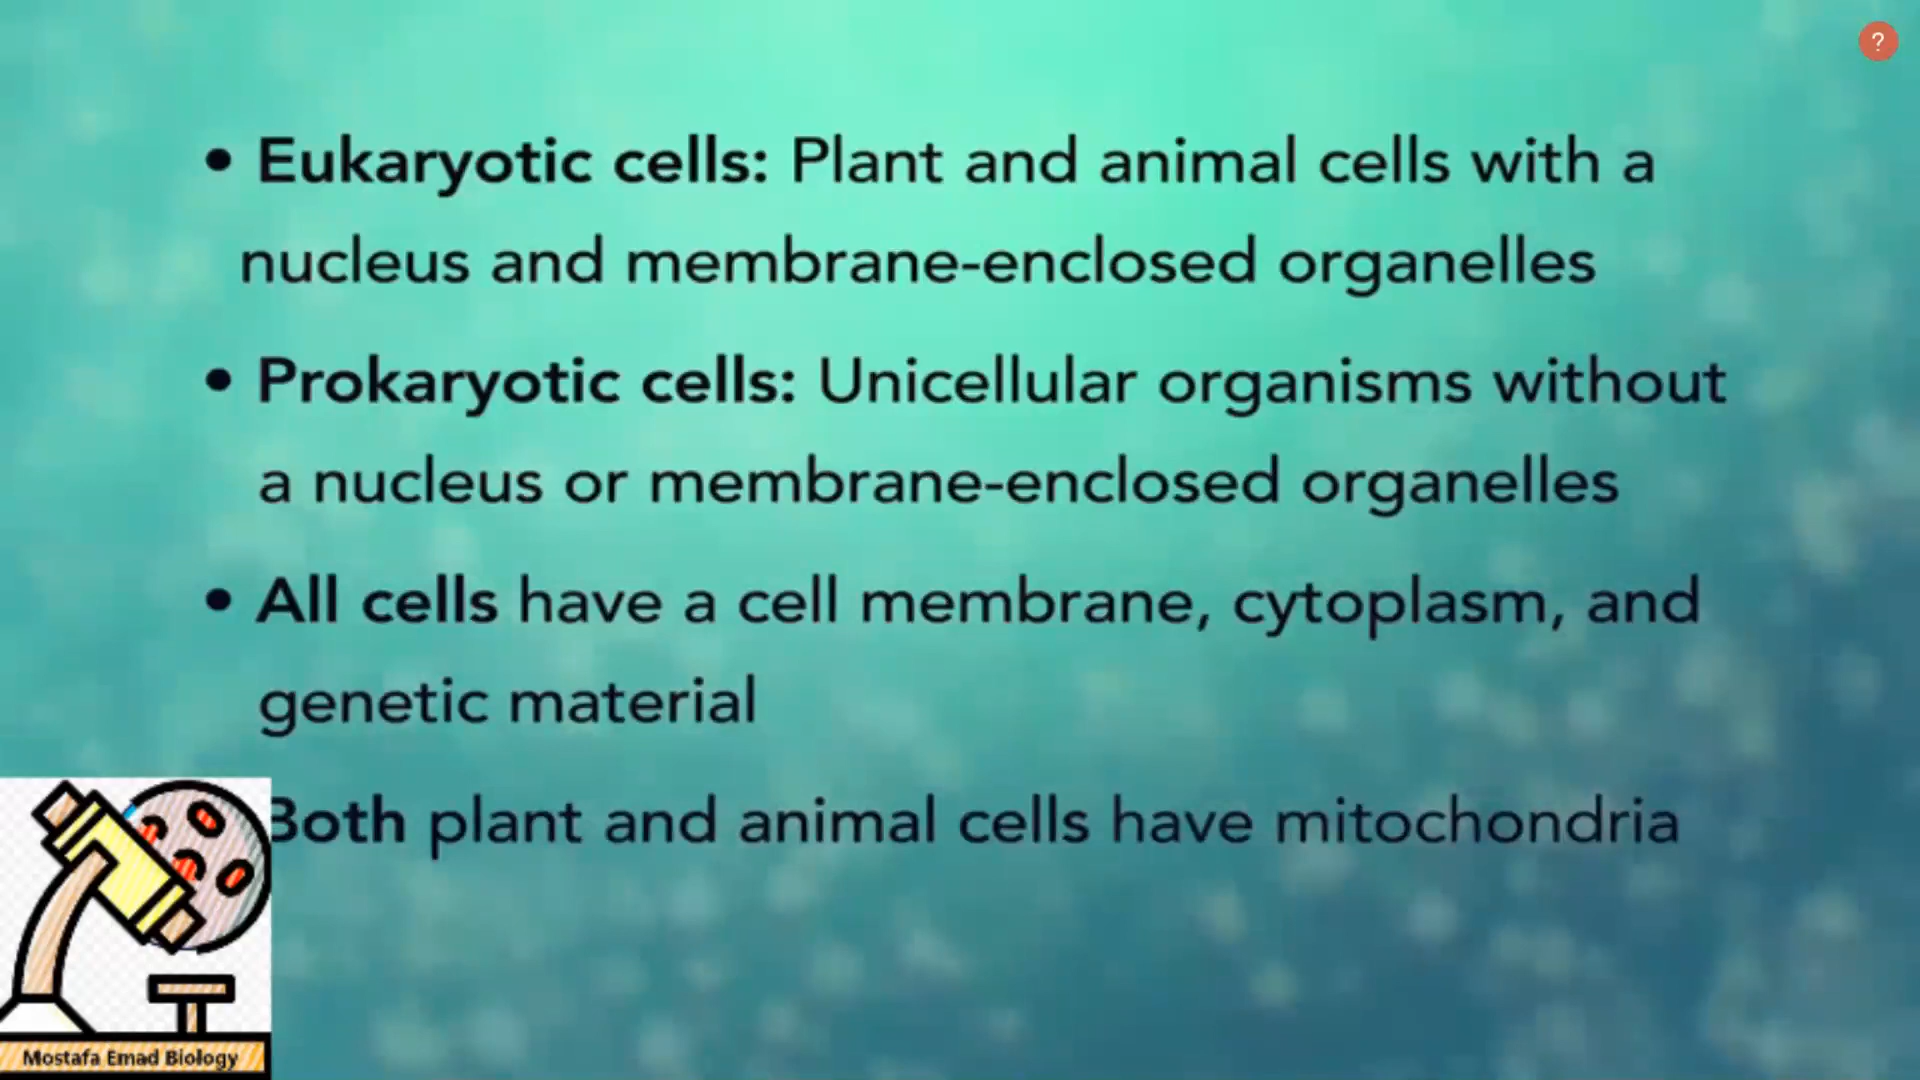 • Eukaryotic cells: Plant and animal cells with a
nucleus and membrane-enclosed organelles
• Prokaryotic cells: Unicellular organisms without
a nucleus or membrane-enclosed organelles
• All cells have a cell membrane, cytoplasm, and
genetic material
Both plant and animal cells have mitochondria
Mostafa Emad Biology
?